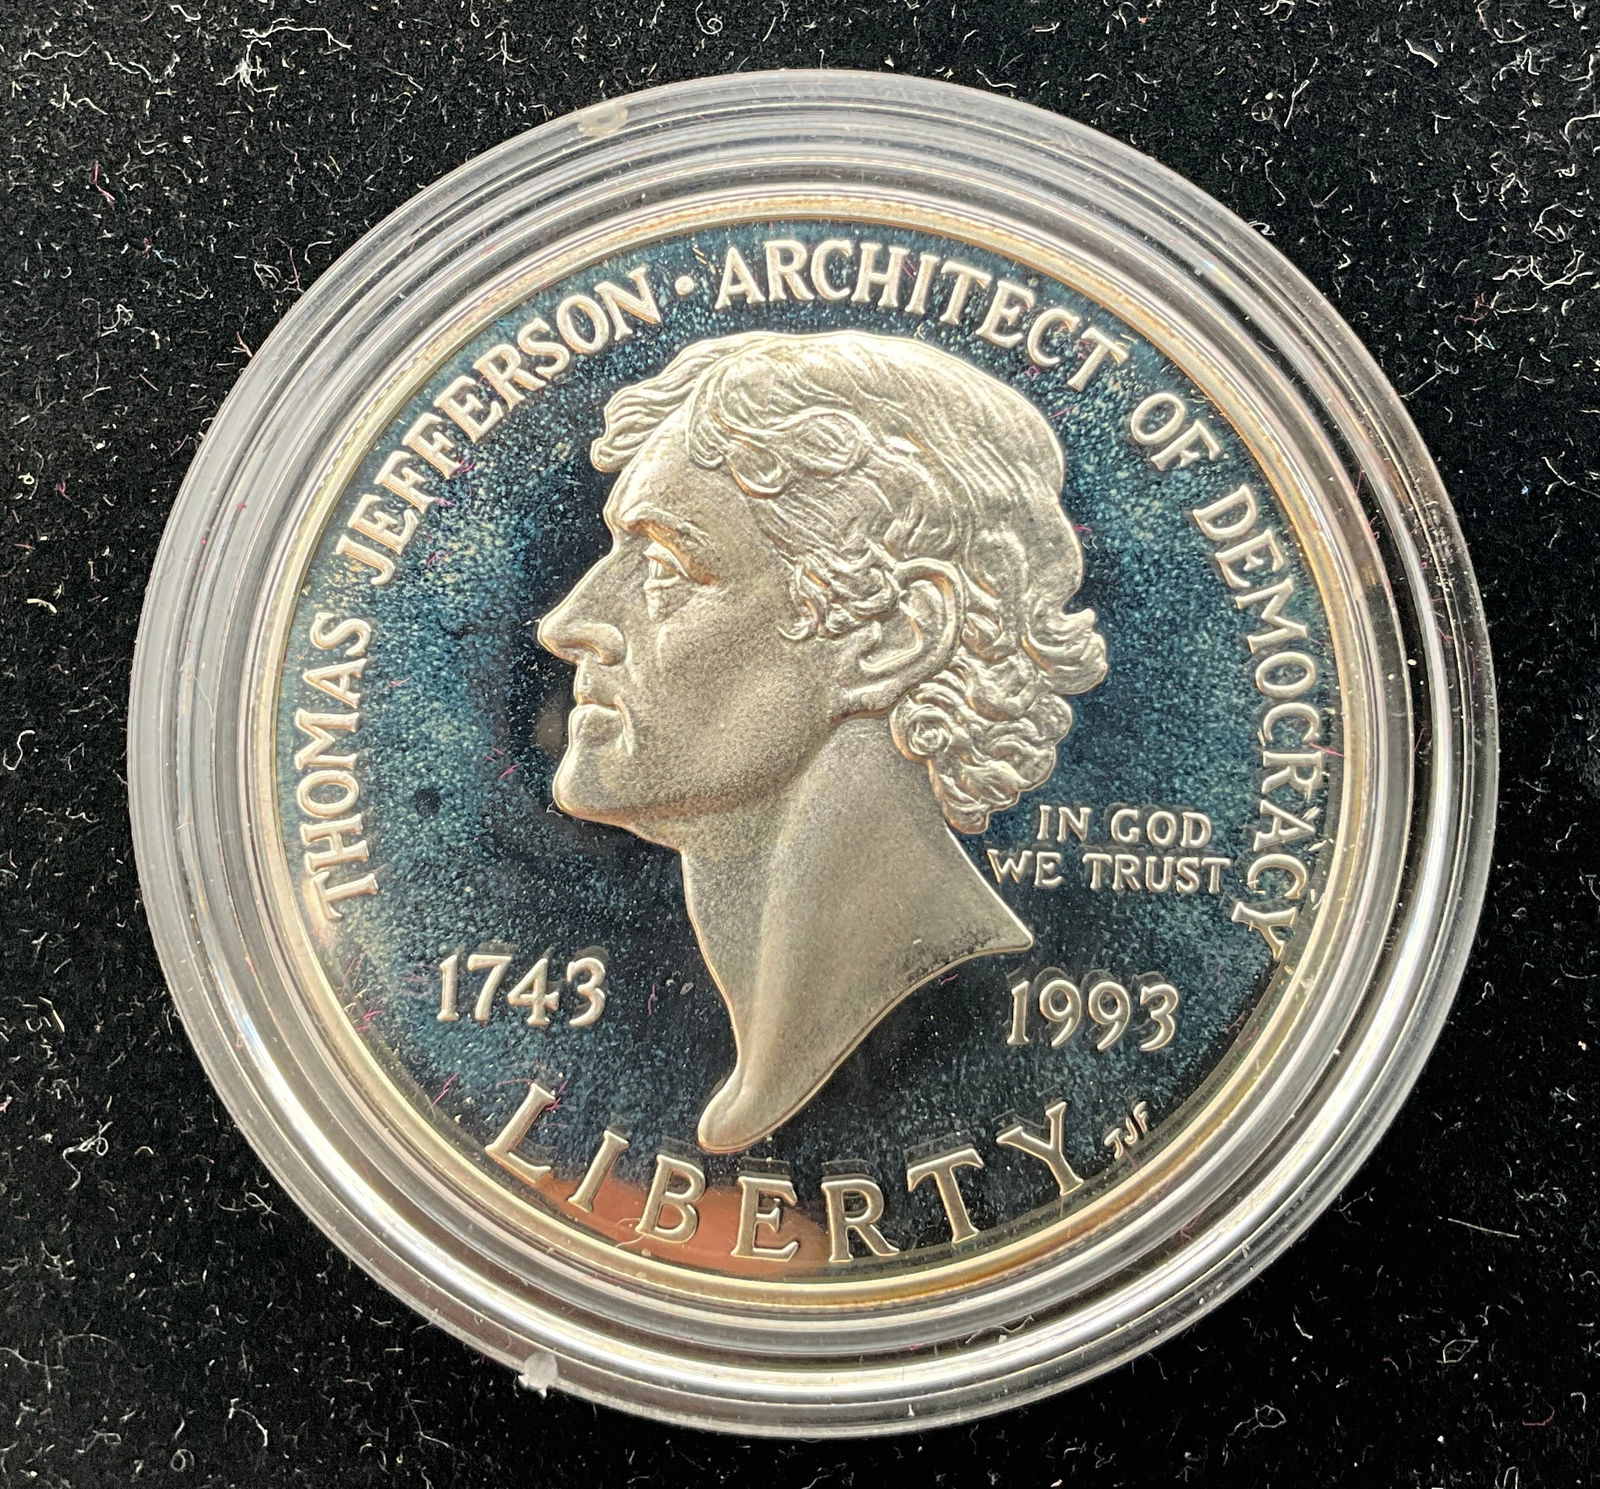 THOMAS JEFFERSON · ARCHITECT OF DEMOCRACY
IN GOD
WE TRUST
1743
1993
LIBERTY
TJF